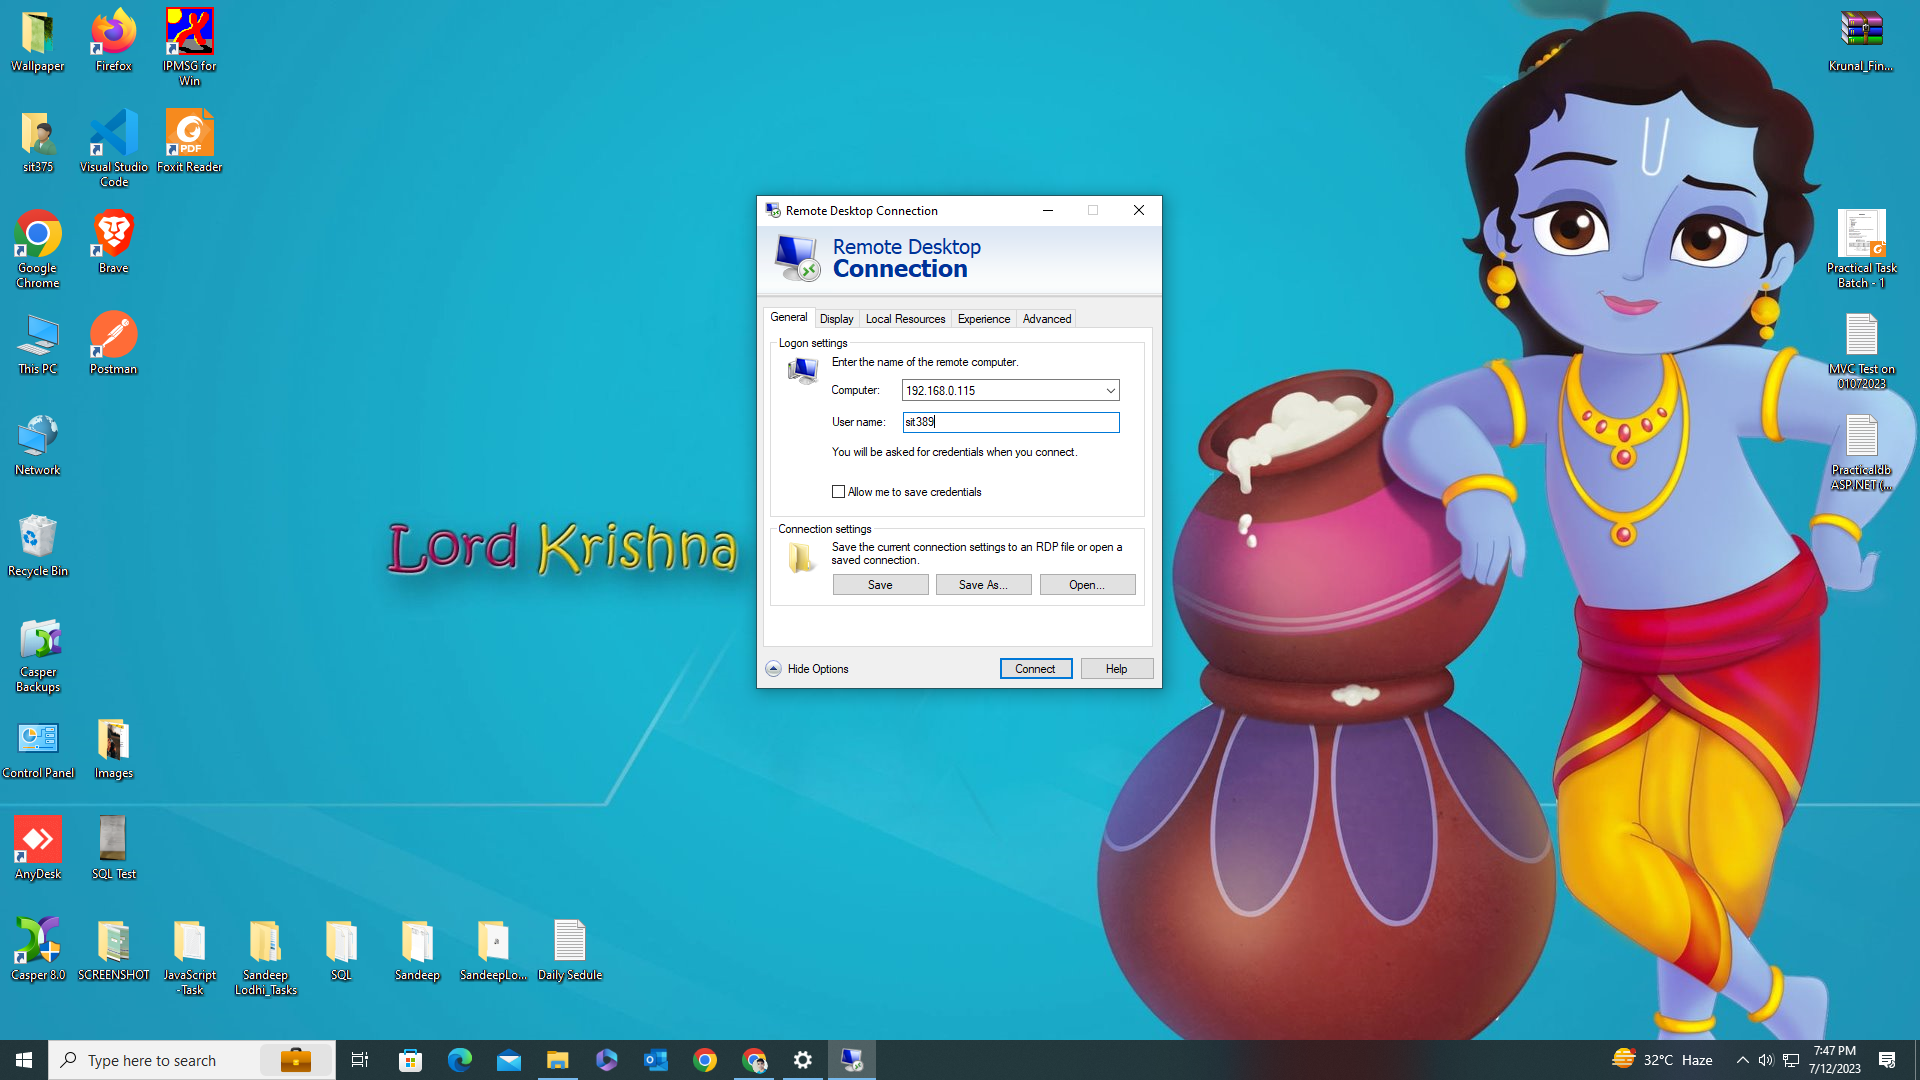 Wallpaper
Firefox
IPMSG for
Win
sit375
Visual Studio
Code
Foxit Reader
PDF
Google
Chrome
Brave
This PC
Postman
Network
Recycle Bin
Casper
Backups
Control Panel
Images
AnyDesk
SQL Test
Casper 8.0
SCREENSHOT
JavaScript
-Task
Sandeep
Lodhi_Tasks
SQL
Sandeep
SandeepLo...
Daily Sedule
Lord Krishna
Remote Desktop Connection
Remote Desktop
Connection
General
Display
Local Resources
Experience
Advanced
Logon settings
Enter the name of the remote computer.
Computer:
192.168.0.115
User name:
sit389
You will be asked for credentials when you connect.
Allow me to save credentials
Connection settings
Save the current connection settings to an RDP file or open a
saved connection.
Save
Save As...
Open...
Hide Options
Connect
Help
Krunal_Fin...
Practical Task
Batch - 1
MVC Test on
01072023
Practicaldb
ASP.NET (...
Type here to search
32°C Haze
7:47 PM
7/12/2023